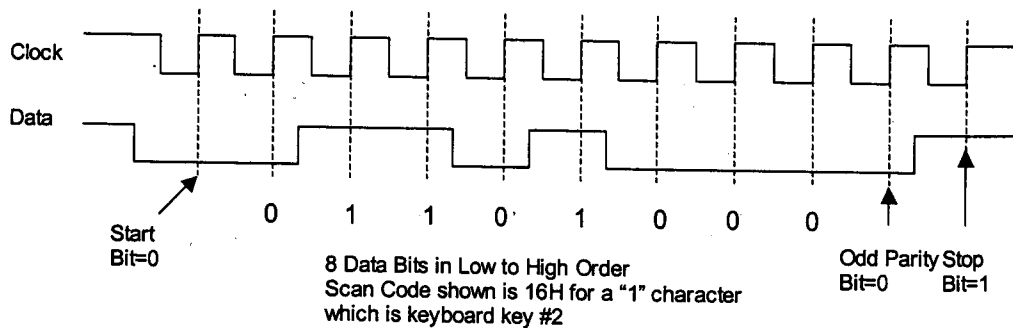 Clock
Data
0 1 1 0 1 0 0 0
Start
Bit=0
Odd Parity
Bit=0
Stop
Bit=1
8 Data Bits in Low to High Order
Scan Code shown is 16H for a “1” character
which is keyboard key #2